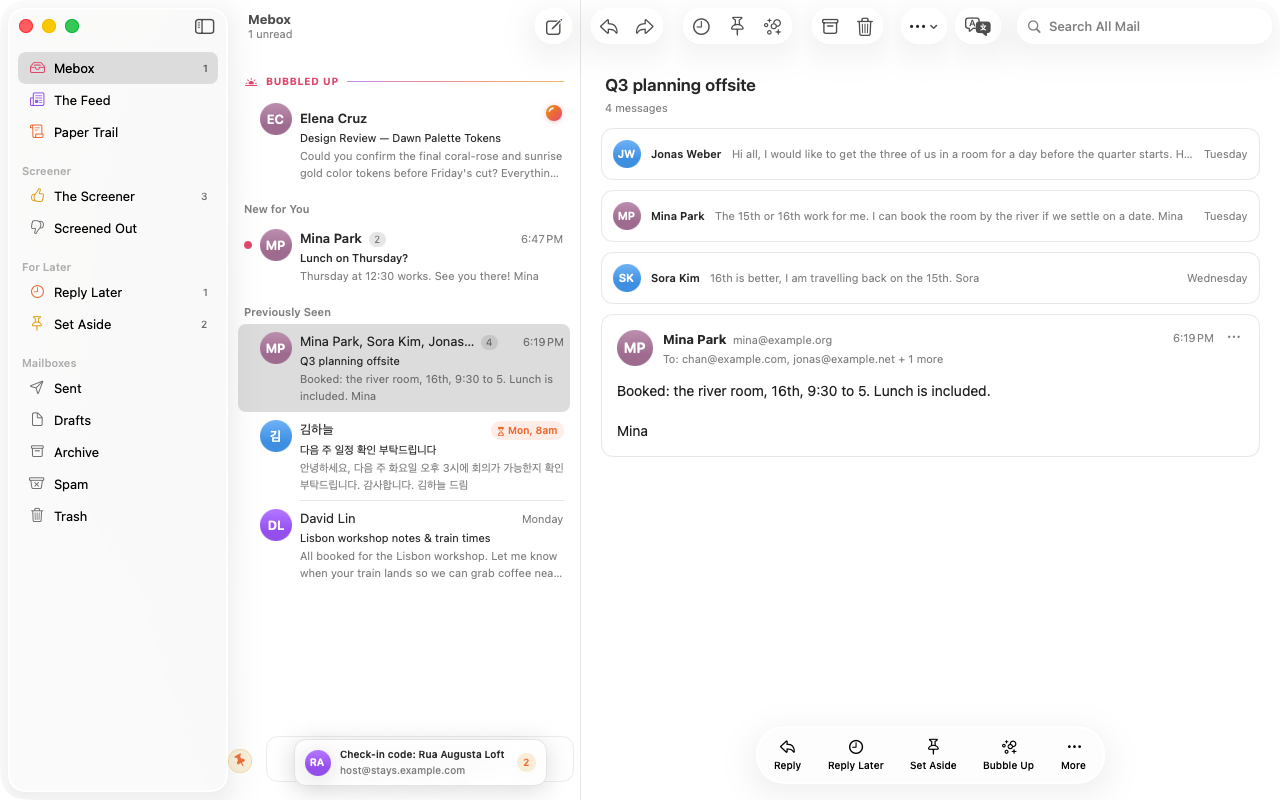 Mebox
1
The Feed
Paper Trail
Screener
The Screener
3
Screened Out
For Later
Reply Later
1
Set Aside
2
Mailboxes
Sent
Drafts
Archive
Spam
Trash
Mebox
1 unread
BUBBLED UP
EC
Elena Cruz
Design Review — Dawn Palette Tokens
Could you confirm the final coral-rose and sunrise
gold color tokens before Friday's cut? Everythin...
New for You
MP
Mina Park
2
6:47 PM
Lunch on Thursday?
Thursday at 12:30 works. See you there! Mina
Previously Seen
MP
Mina Park, Sora Kim, Jonas...
4
6:19 PM
Q3 planning offsite
Booked: the river room, 16th, 9:30 to 5. Lunch is
included. Mina
김
김하늘
Mon, 8am
다음 주 일정 확인 부탁드립니다
안녕하세요, 다음 주 화요일 오후 3시에 회의가 가능한지 확인
부탁드립니다. 감사합니다. 김하늘 드림
DL
David Lin
Monday
Lisbon workshop notes & train times
All booked for the Lisbon workshop. Let me know
when your train lands so we can grab coffee nea...
RA
Check-in code: Rua Augusta Loft
host@stays.example.com
2
Search All Mail
Q3 planning offsite
4 messages
JW
Jonas Weber
Hi all, I would like to get the three of us in a room for a day before the quarter starts. H...
Tuesday
MP
Mina Park
The 15th or 16th work for me. I can book the room by the river if we settle on a date. Mina
Tuesday
SK
Sora Kim
16th is better, I am travelling back on the 15th. Sora
Wednesday
MP
Mina Park
mina@example.org
6:19 PM
To: chan@example.com, jonas@example.net + 1 more
Booked: the river room, 16th, 9:30 to 5. Lunch is included.
Mina
Reply
Reply Later
Set Aside
Bubble Up
More